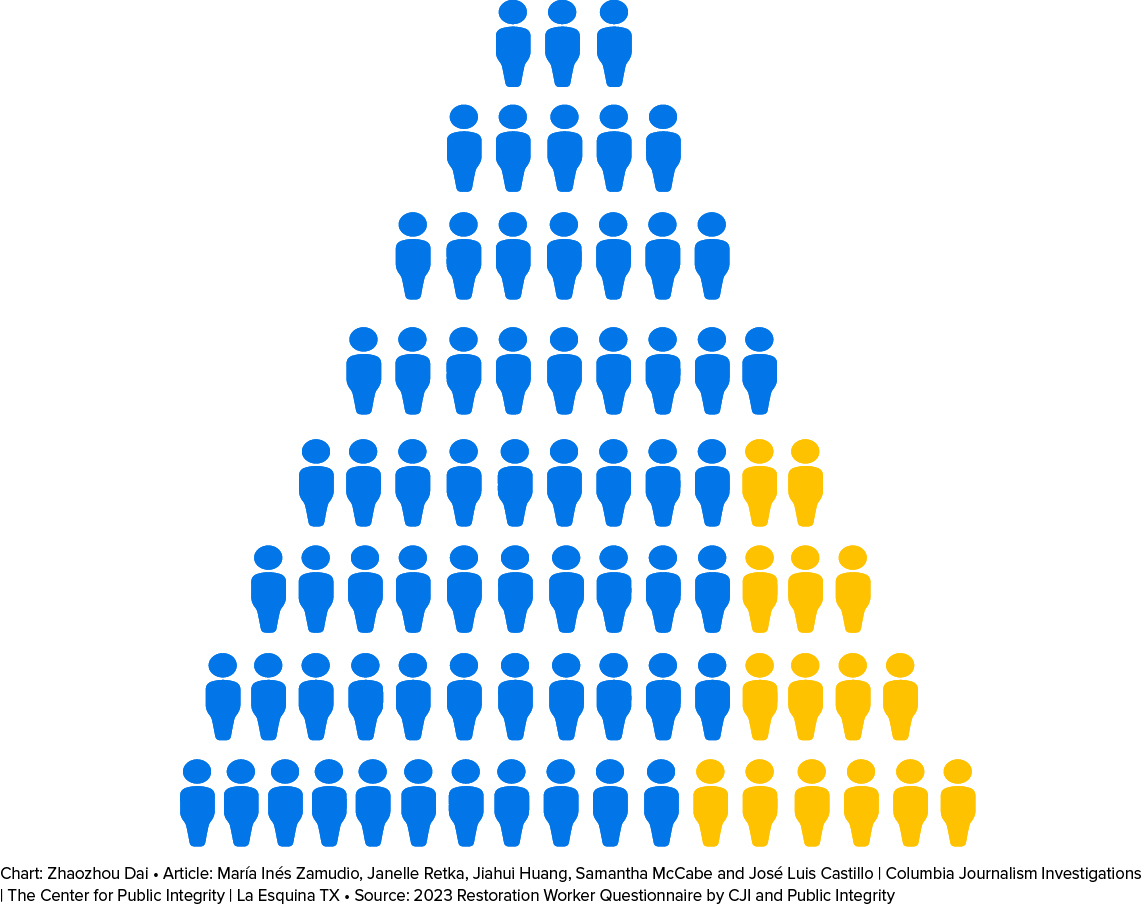 Chart: Zhaozhou Dai • Article: María Inés Zamudio, Janelle Retka, Jiahui Huang, Samantha McCabe and José Luis Castillo | Columbia Journalism Investigations
| The Center for Public Integrity | La Esquina TX • Source: 2023 Restoration Worker Questionnaire by CJI and Public Integrity